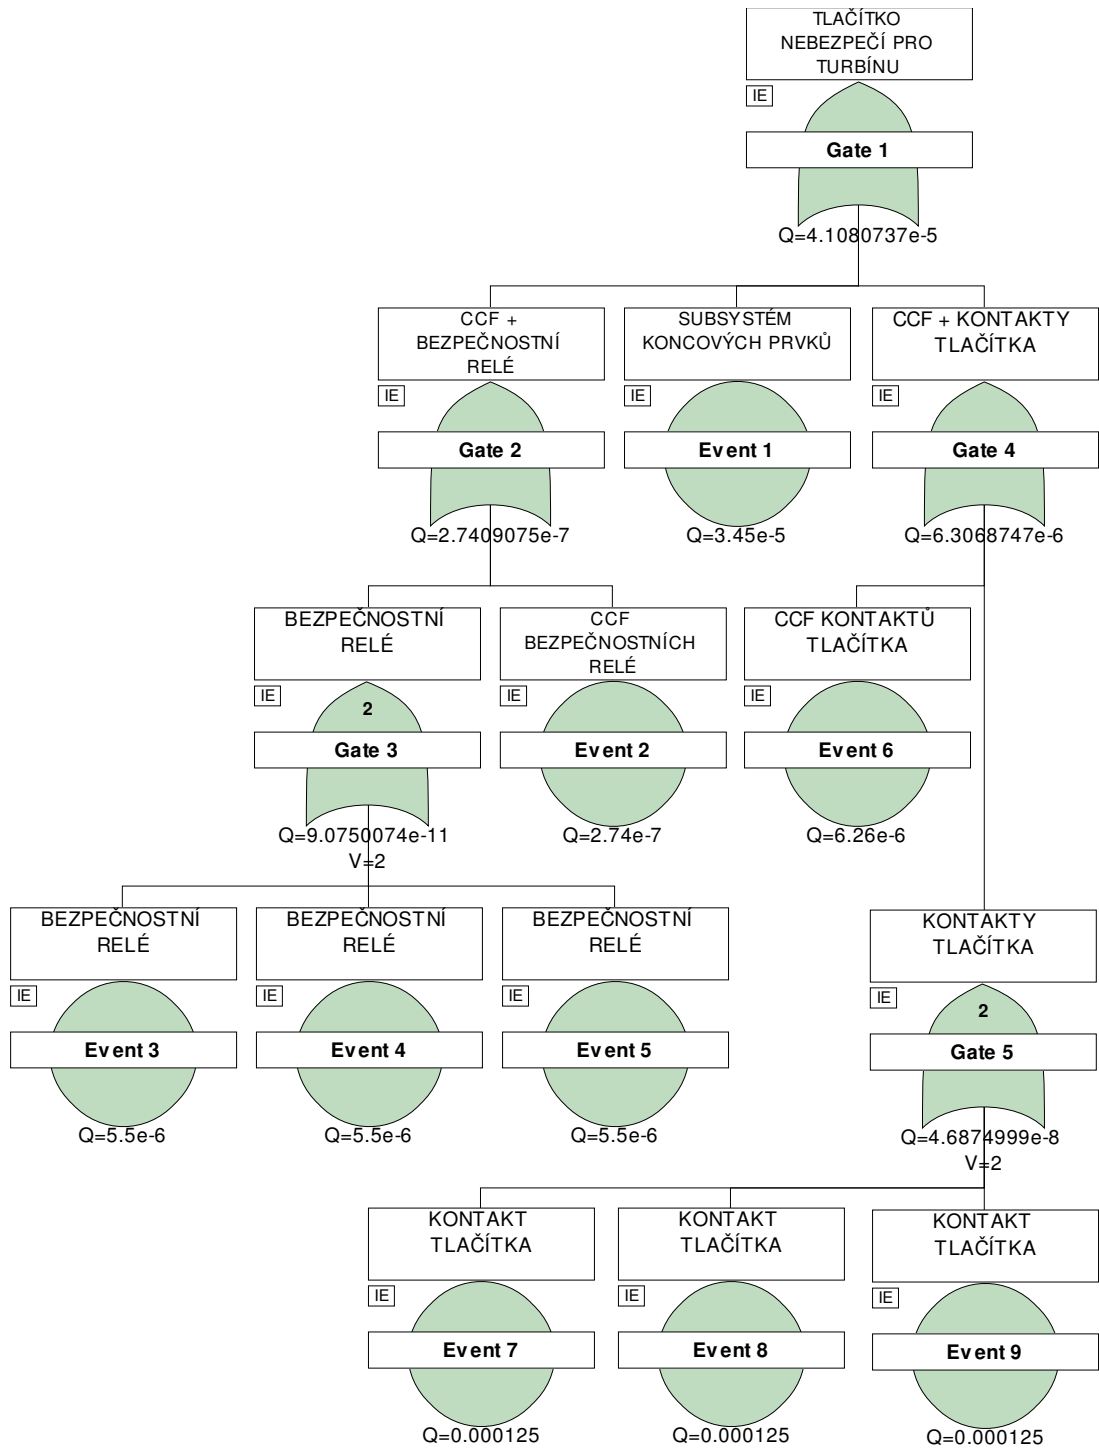 TLAČÍTKO
NEBEZPEČÍ PRO
TURBÍNU
IE
Gate 1
Q=4.1080737e-5
CCF +
BEZPEČNOSTNÍ
RELÉ
IE
Gate 2
Q=2.7409075e-7
SUBSYSTÉM
KONCOVÝCH PRVKŮ
IE
Event 1
Q=3.45e-5
CCF + KONTAKTY
TLAČÍTKA
IE
Gate 4
Q=6.3068747e-6
BEZPEČNOSTNÍ
RELÉ
IE
2
Gate 3
Q=9.0750074e-11
V=2
CCF
BEZPEČNOSTNÍCH
RELÉ
IE
Event 2
Q=2.74e-7
CCF KONTAKTŮ
TLAČÍTKA
IE
Event 6
Q=6.26e-6
BEZPEČNOSTNÍ
RELÉ
IE
Event 3
Q=5.5e-6
BEZPEČNOSTNÍ
RELÉ
IE
Event 4
Q=5.5e-6
BEZPEČNOSTNÍ
RELÉ
IE
Event 5
Q=5.5e-6
KONTAKTY
TLAČÍTKA
IE
2
Gate 5
Q=4.6874999e-8
V=2
KONTAKT
TLAČÍTKA
IE
Event 7
Q=0.000125
KONTAKT
TLAČÍTKA
IE
Event 8
Q=0.000125
KONTAKT
TLAČÍTKA
IE
Event 9
Q=0.000125